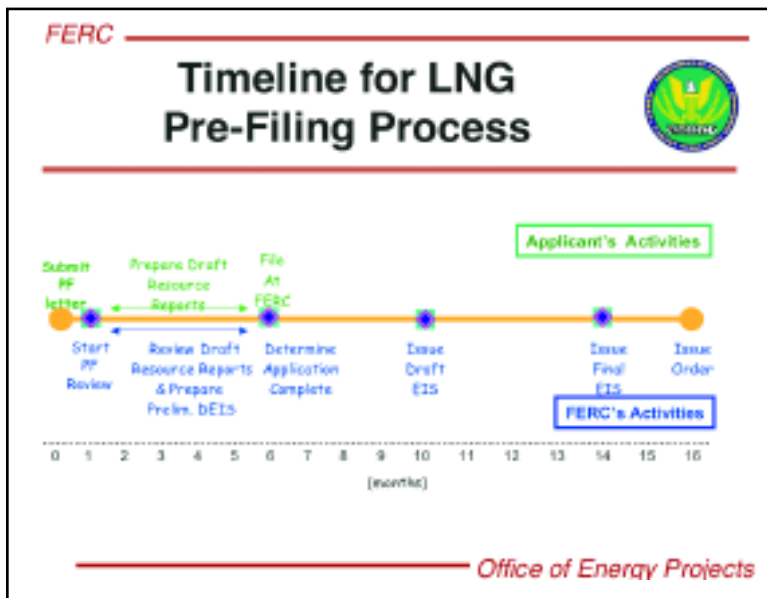 FERC
Timeline for LNG
Pre-Filing Process
Applicant's Activities
Submit
PF
letter
Prepare Draft
Resource
Reports
File
At
FERC
Start
PF
Review
Review Draft
Resource Reports
& Prepare
Prelim. DEIS
Determine
Application
Complete
Issue
Draft
EIS
Issue
Final
EIS
Issue
Order
FERC's Activities
0 1 2 3 4 5 6 7 8 9 10 11 12 13 14 15 16
(months)
Office of Energy Projects